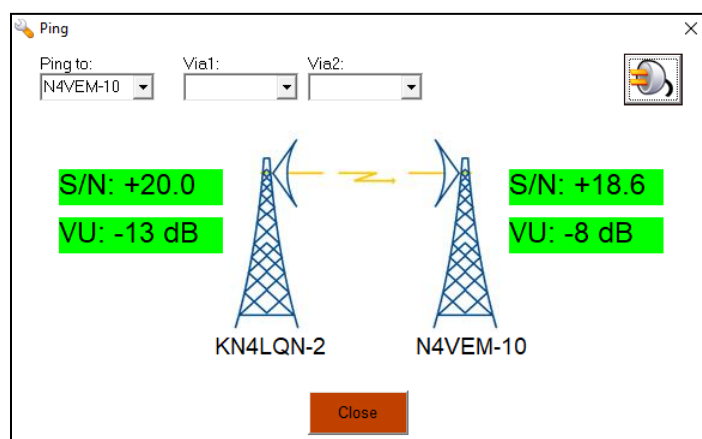 Ping
Ping to: Via1: Via2:
N4VEM-10
S/N: +20.0 S/N: +18.6
VU: -13 dB VU: -8 dB
KN4LQN-2 N4VEM-10
Close